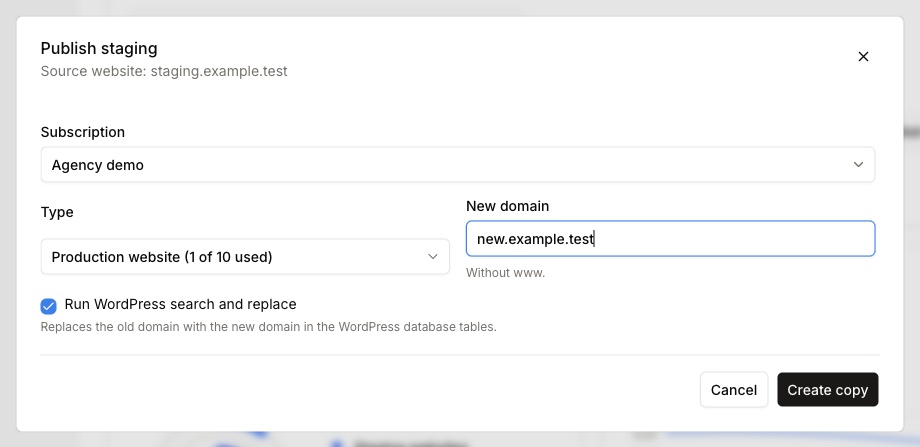 Publish staging
Source website: staging.example.test
Subscription
Agency demo
Type
New domain
Production website (1 of 10 used)
new.example.test
Without www.
Run WordPress search and replace
Replaces the old domain with the new domain in the WordPress database tables.
Cancel
Create copy